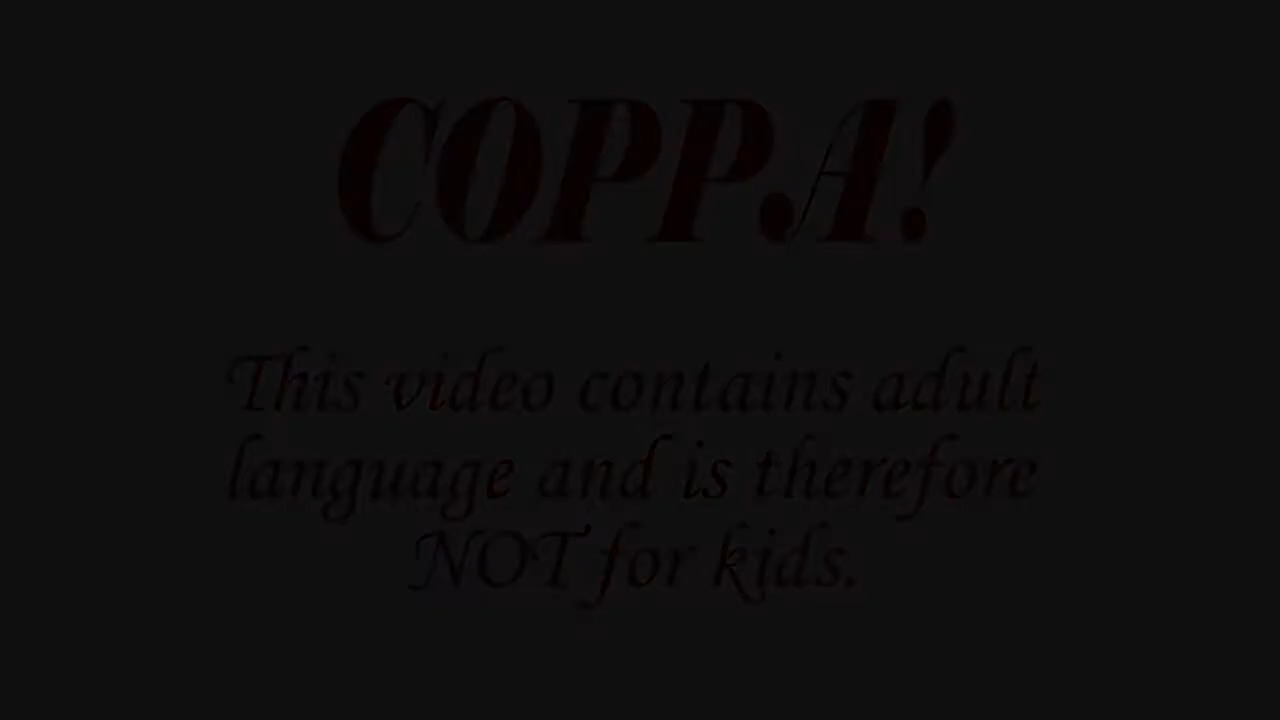 COPPA!
This video contains adult
language and is therefore
NOT for kids.